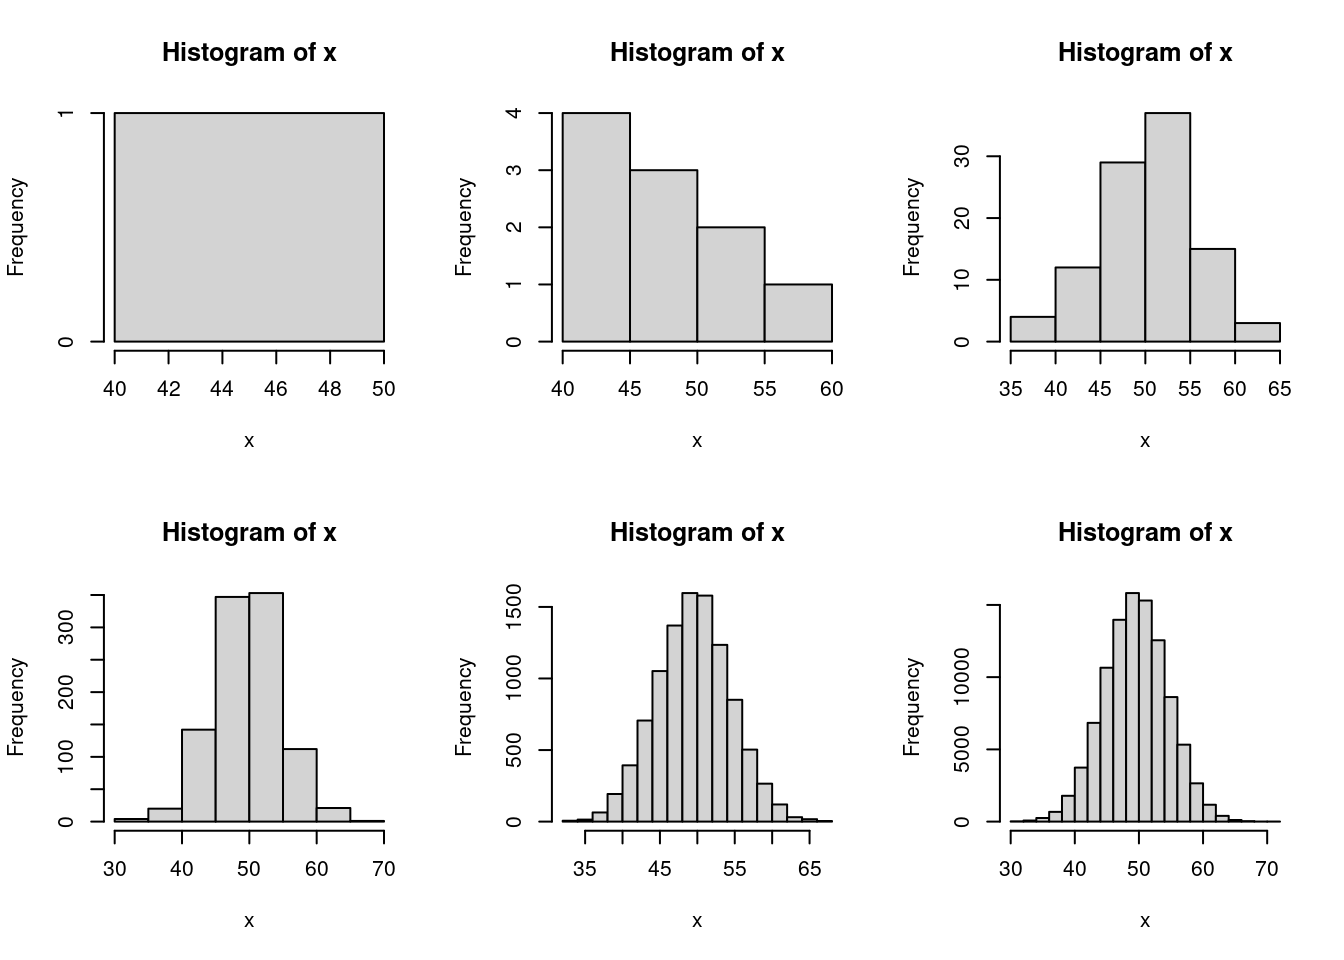 Histogram of x
Frequency
0 1
40 42 44 46 48 50
x
Histogram of x
Frequency
0 1 2 3 4
40 45 50 55 60
x
Histogram of x
Frequency
0 10 20 30
35 40 45 50 55 60 65
x
Histogram of x
Frequency
0 100 200 300
30 40 50 60 70
x
Histogram of x
Frequency
0 500 1000 1500
35 45 55 65
x
Histogram of x
Frequency
0 5000 10000
30 40 50 60 70
x